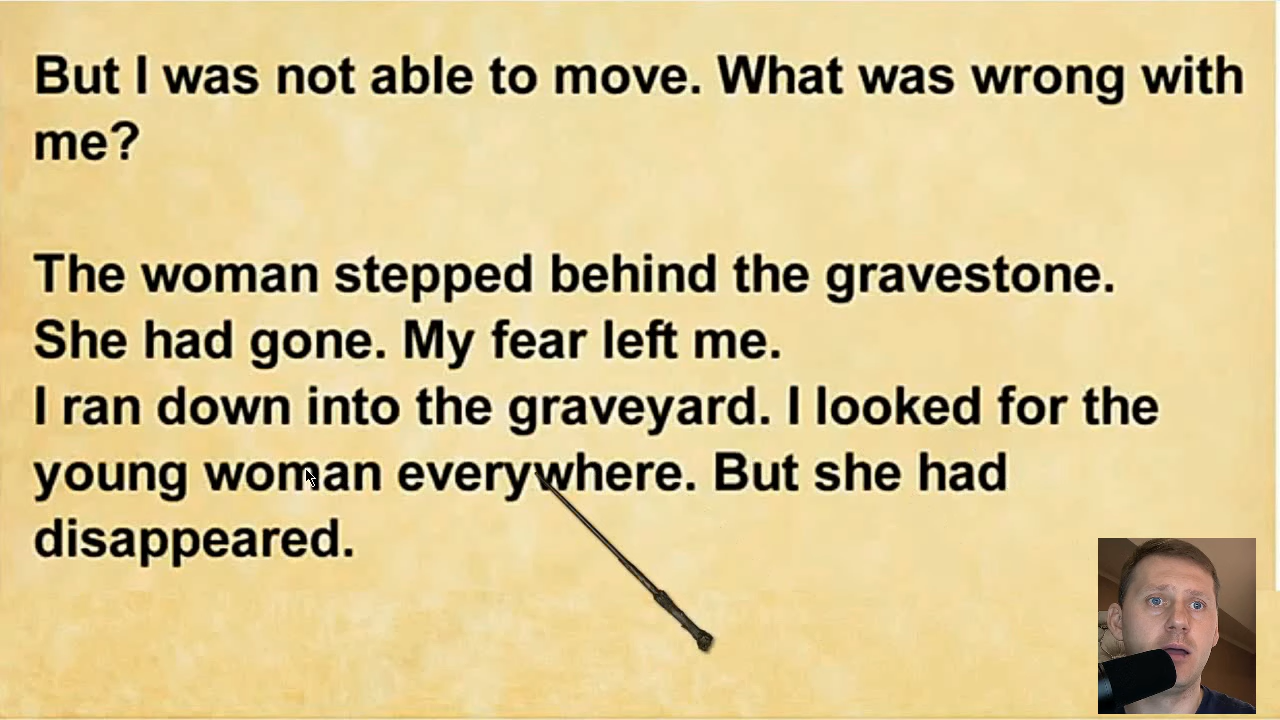 But I was not able to move. What was wrong with
me?
The woman stepped behind the gravestone.
She had gone. My fear left me.
I ran down into the graveyard. I looked for the
young woman everywhere. But she had
disappeared.